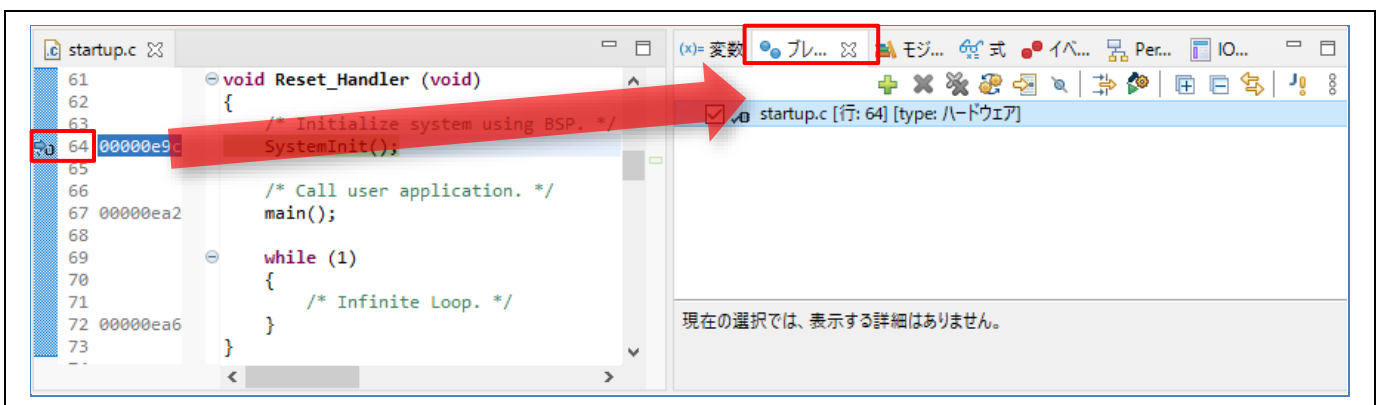 startup.c
61 void Reset_Handler (void)
62 {
63 /* Initialize system using BSP. */
64 00000e9c SystemInit();
65
66 /* Call user application. */
67 00000ea2 main();
68
69 while (1)
70 {
71 /* Infinite Loop. */
72 00000ea6 }
73 }
(x)= 変数 ブレ... モジ... 式 イベ... Per... IO...
startup.c [行: 64] [type: ハードウェア]
現在の選択では、表示する詳細はありません。